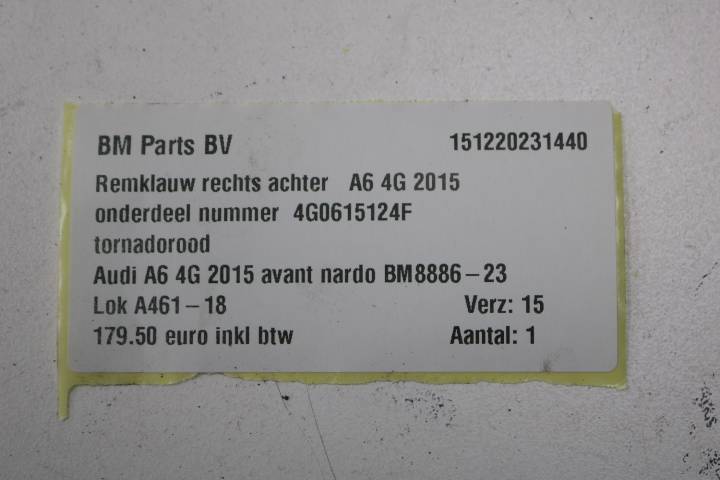 BM Parts BV 151220231440
Remklauw rechts achter A6 4G 2015
onderdeel nummer 4G0615124F
tornadorood
Audi A6 4G 2015 avant nardo BM8886-23
Lok A461-18 Verz: 15
179.50 euro inkl btw Aantal: 1